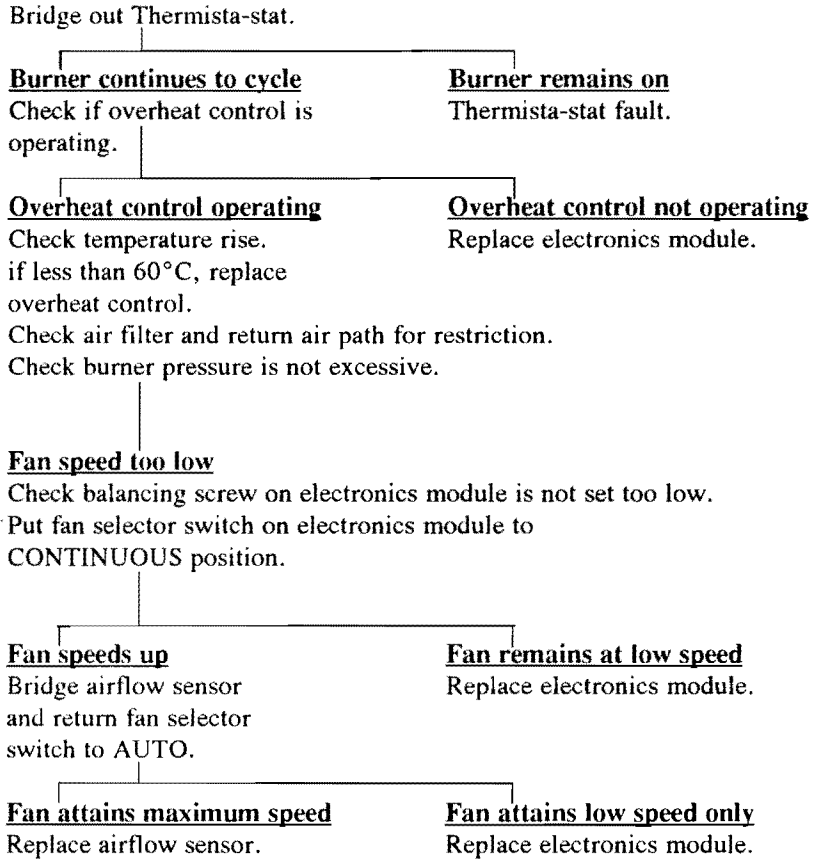 Bridge out Thermista-stat.
Burner continues to cycle
Burner remains on
Check if overheat control is
operating.
Thermista-stat fault.
Overheat control operating
Overheat control not operating
Check temperature rise.
if less than 60°C, replace
overheat control.
Replace electronics module.
Check air filter and return air path for restriction.
Check burner pressure is not excessive.
Fan speed too low
Check balancing screw on electronics module is not set too low.
Put fan selector switch on electronics module to
CONTINUOUS position.
Fan speeds up
Fan remains at low speed
Bridge airflow sensor
and return fan selector
switch to AUTO.
Replace electronics module.
Fan attains maximum speed
Fan attains low speed only
Replace airflow sensor.
Replace electronics module.